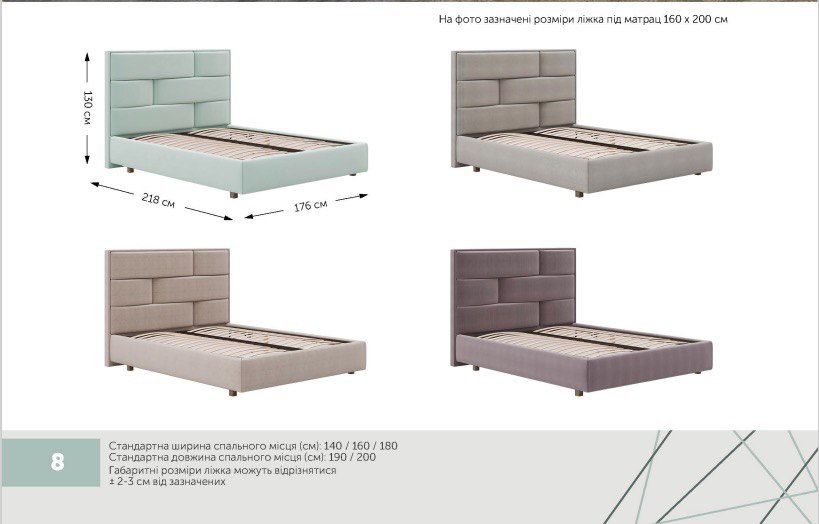 На фото зазначені розміри ліжка під матрац 160 x 200 см
130 см
218 см
176 см
8
Стандартна ширина спального місця (см): 140 / 160 / 180
Стандартна довжина спального місця (см): 190 / 200
Габаритні розміри ліжка можуть відрізнятися
± 2-3 см від зазначених